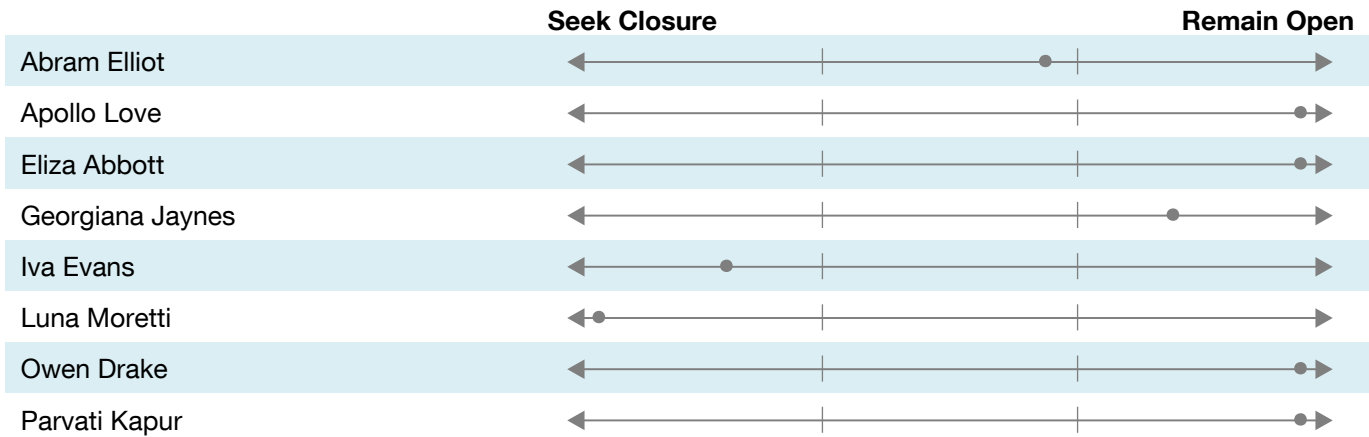 Seek Closure Remain Open
Abram Elliot
Apollo Love
Eliza Abbott
Georgiana Jaynes
Iva Evans
Luna Moretti
Owen Drake
Parvati Kapur